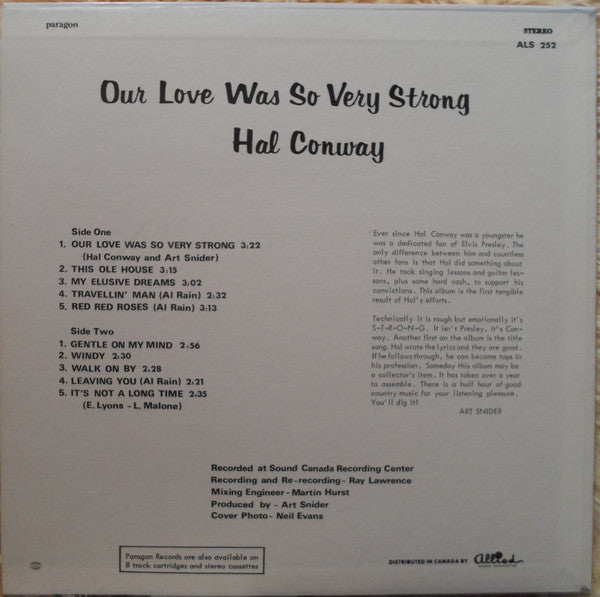 paragon
STEREO
ALS 252
Our Love Was So Very Strong
Hal Conway
Side One
1. OUR LOVE WAS SO VERY STRONG 3:22
(Hal Conway and Art Snider)
2. THIS OLE HOUSE 3:15
3. MY ELUSIVE DREAMS 3:02
4. TRAVELLIN' MAN (Al Rain) 2:32
5. RED RED ROSES (Al Rain) 3:13
Side Two
1. GENTLE ON MY MIND 2:56
2. WINDY 2:30
3. WALK ON BY 2:28
4. LEAVING YOU (Al Rain) 2:21
5. IT'S NOT A LONG TIME 2:35
(E. Lyons - L. Malone)
Ever since Hal Conway was a youngster he
was a dedicated fan of Elvis Presley. The
only difference between him and countless
other fans is that Hal did something about
it. He took singing lessons and guitar les-
sons, plus some hard cash, to support
his convictions. This album is the first tangible
result of Hal's efforts.
Technically it is rough but emotionally it's
S-T-R-O-N-G. It isn't Presley, it's Con-
way. Another first on the album is the title
song. Hal wrote the lyrics and they are good.
If he follows through, he can become tops in
his profession. Someday this album may be
a collector's item. It has taken over a year
to assemble. There is a half hour of good
country music for your listening pleasure.
You'll dig it!
ART SNIDER
Recorded at Sound Canada Recording Center
Recording and Re-recording - Ray Lawrence
Mixing Engineer - Martin Hurst
Produced by - Art Snider
Cover Photo - Neil Evans
Paragon Records are also available on
8 track cartridges and stereo cassettes
DISTRIBUTED IN CANADA BY Allied